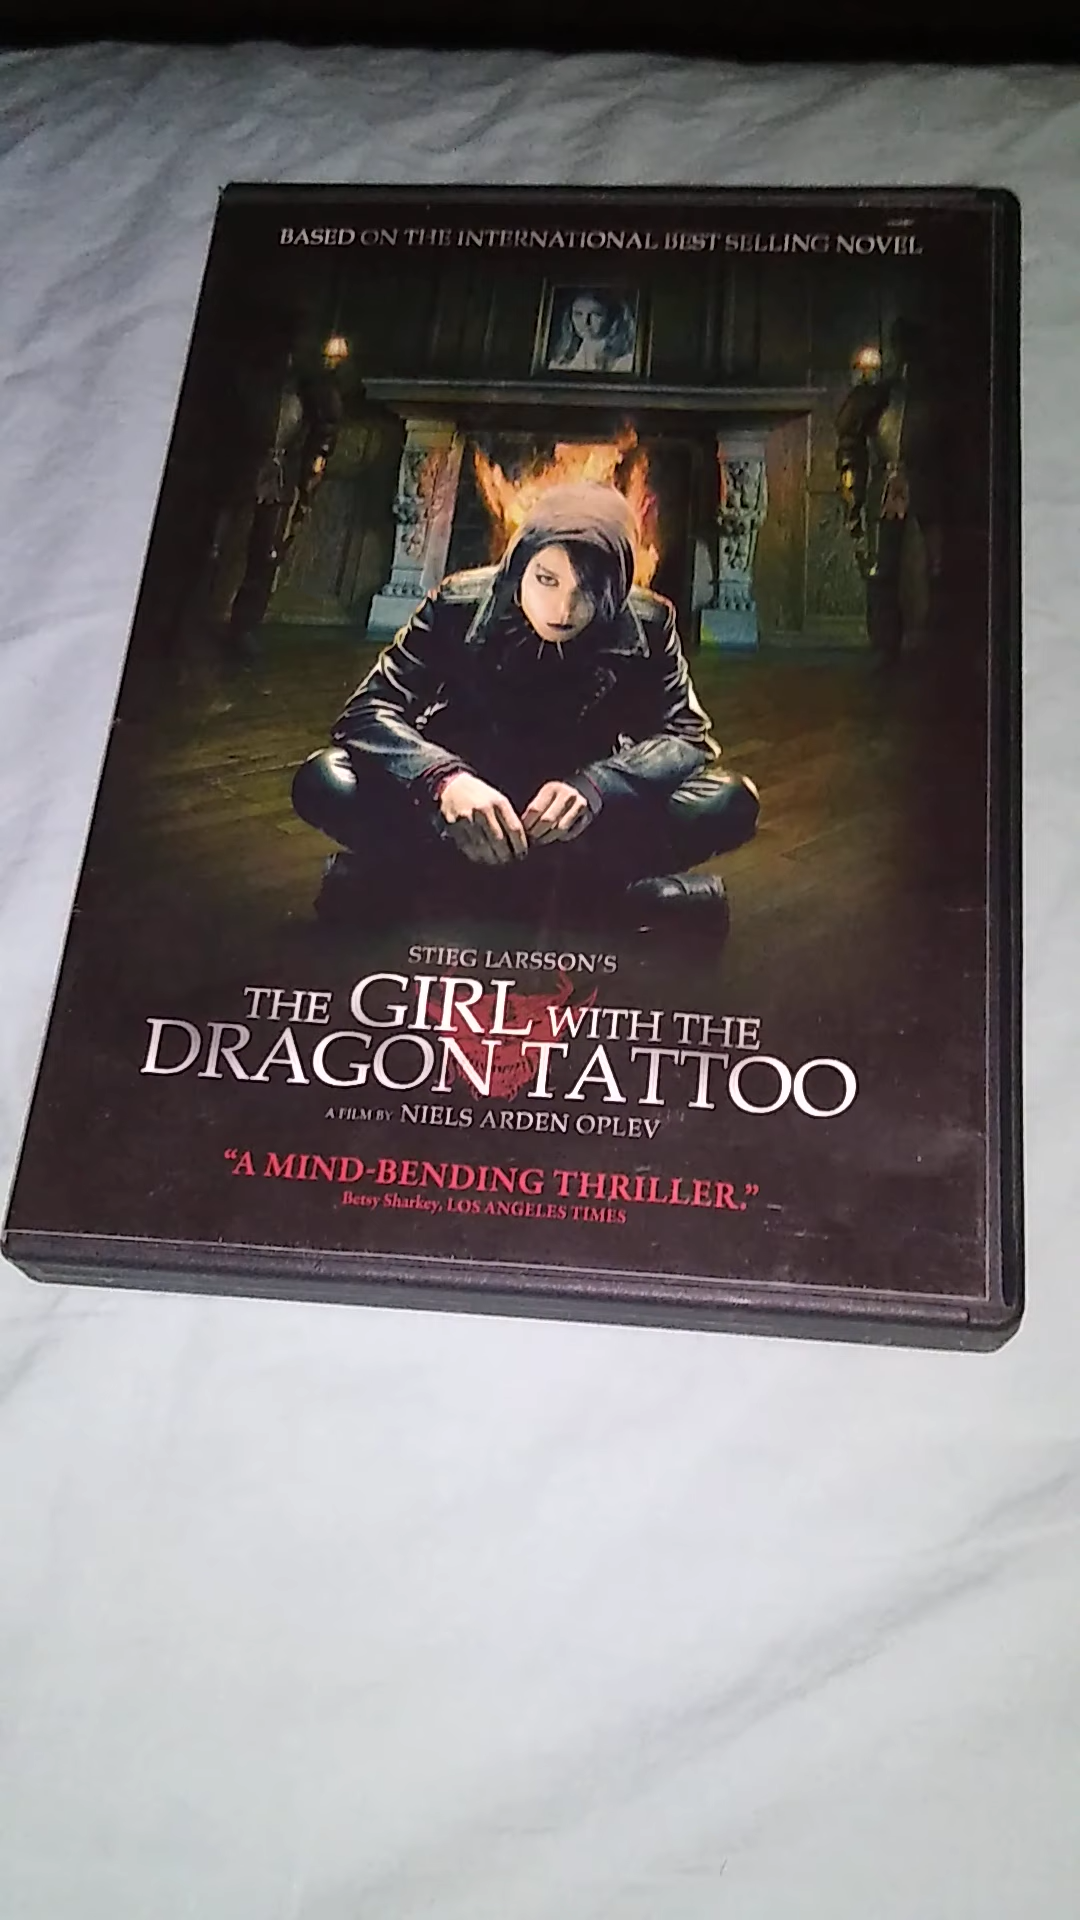 BASED ON THE INTERNATIONAL BEST SELLING NOVEL
STIEG LARSSON'S
THE GIRL WITH THE
DRAGON TATTOO
A FILM BY NIELS ARDEN OPLEV
“A MIND-BENDING THRILLER.”
Betsy Sharkey, LOS ANGELES TIMES